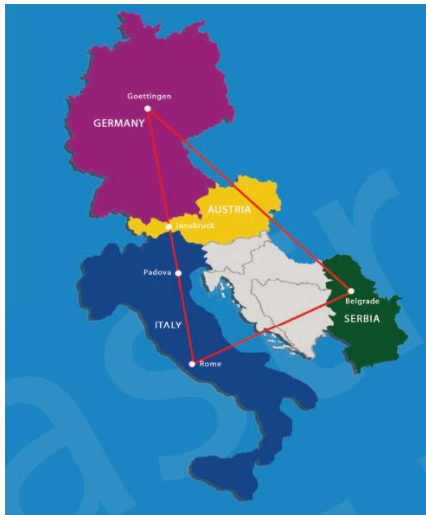 Goettingen
GERMANY
AUSTRIA
Innsbruck
Padova
Belgrade
ITALY
SERBIA
Rome